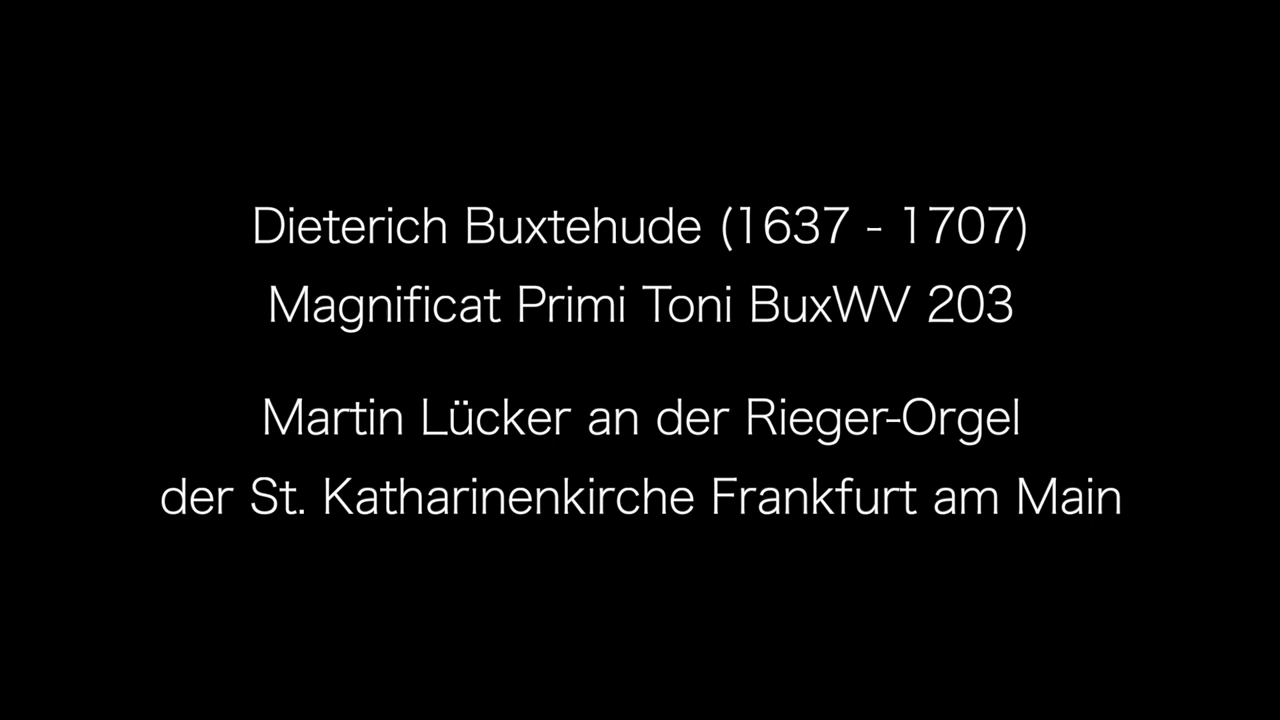 Dieterich Buxtehude (1637 - 1707)
Magnificat Primi Toni BuxWV 203
Martin Lücker an der Rieger-Orgel
der St. Katharinenkirche Frankfurt am Main